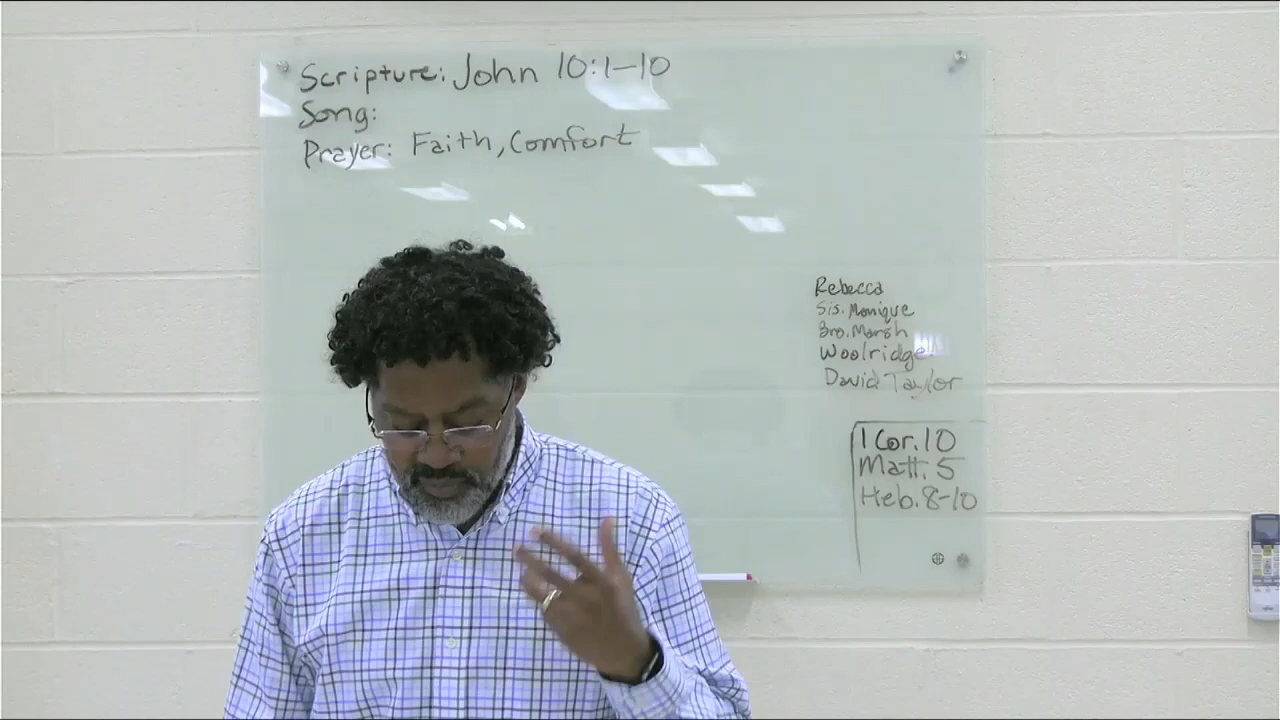 Scripture: John 10:1-10
Song:
Prayer: Faith, Comfort
Rebecca
Sis. Monique
Bro. Marsh
Woolridge
David Taylor
1 Cor. 10
Matt. 5
Heb. 8-10